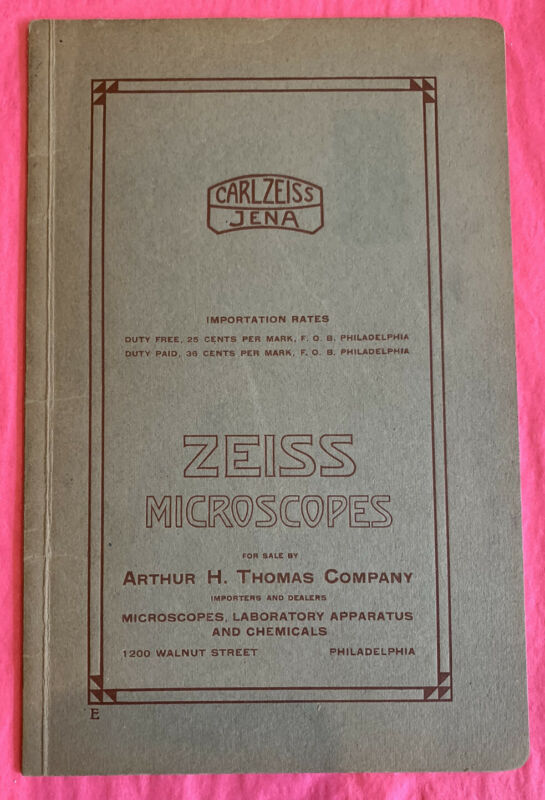 CARL ZEISS
JENA
IMPORTATION RATES
DUTY FREE, 25 CENTS PER MARK, F. O. B. PHILADELPHIA
DUTY PAID, 36 CENTS PER MARK, F. O. B. PHILADELPHIA
ZEISS
MICROSCOPES
FOR SALE BY
ARTHUR H. THOMAS COMPANY
IMPORTERS AND DEALERS
MICROSCOPES, LABORATORY APPARATUS
AND CHEMICALS
1200 WALNUT STREET PHILADELPHIA
E